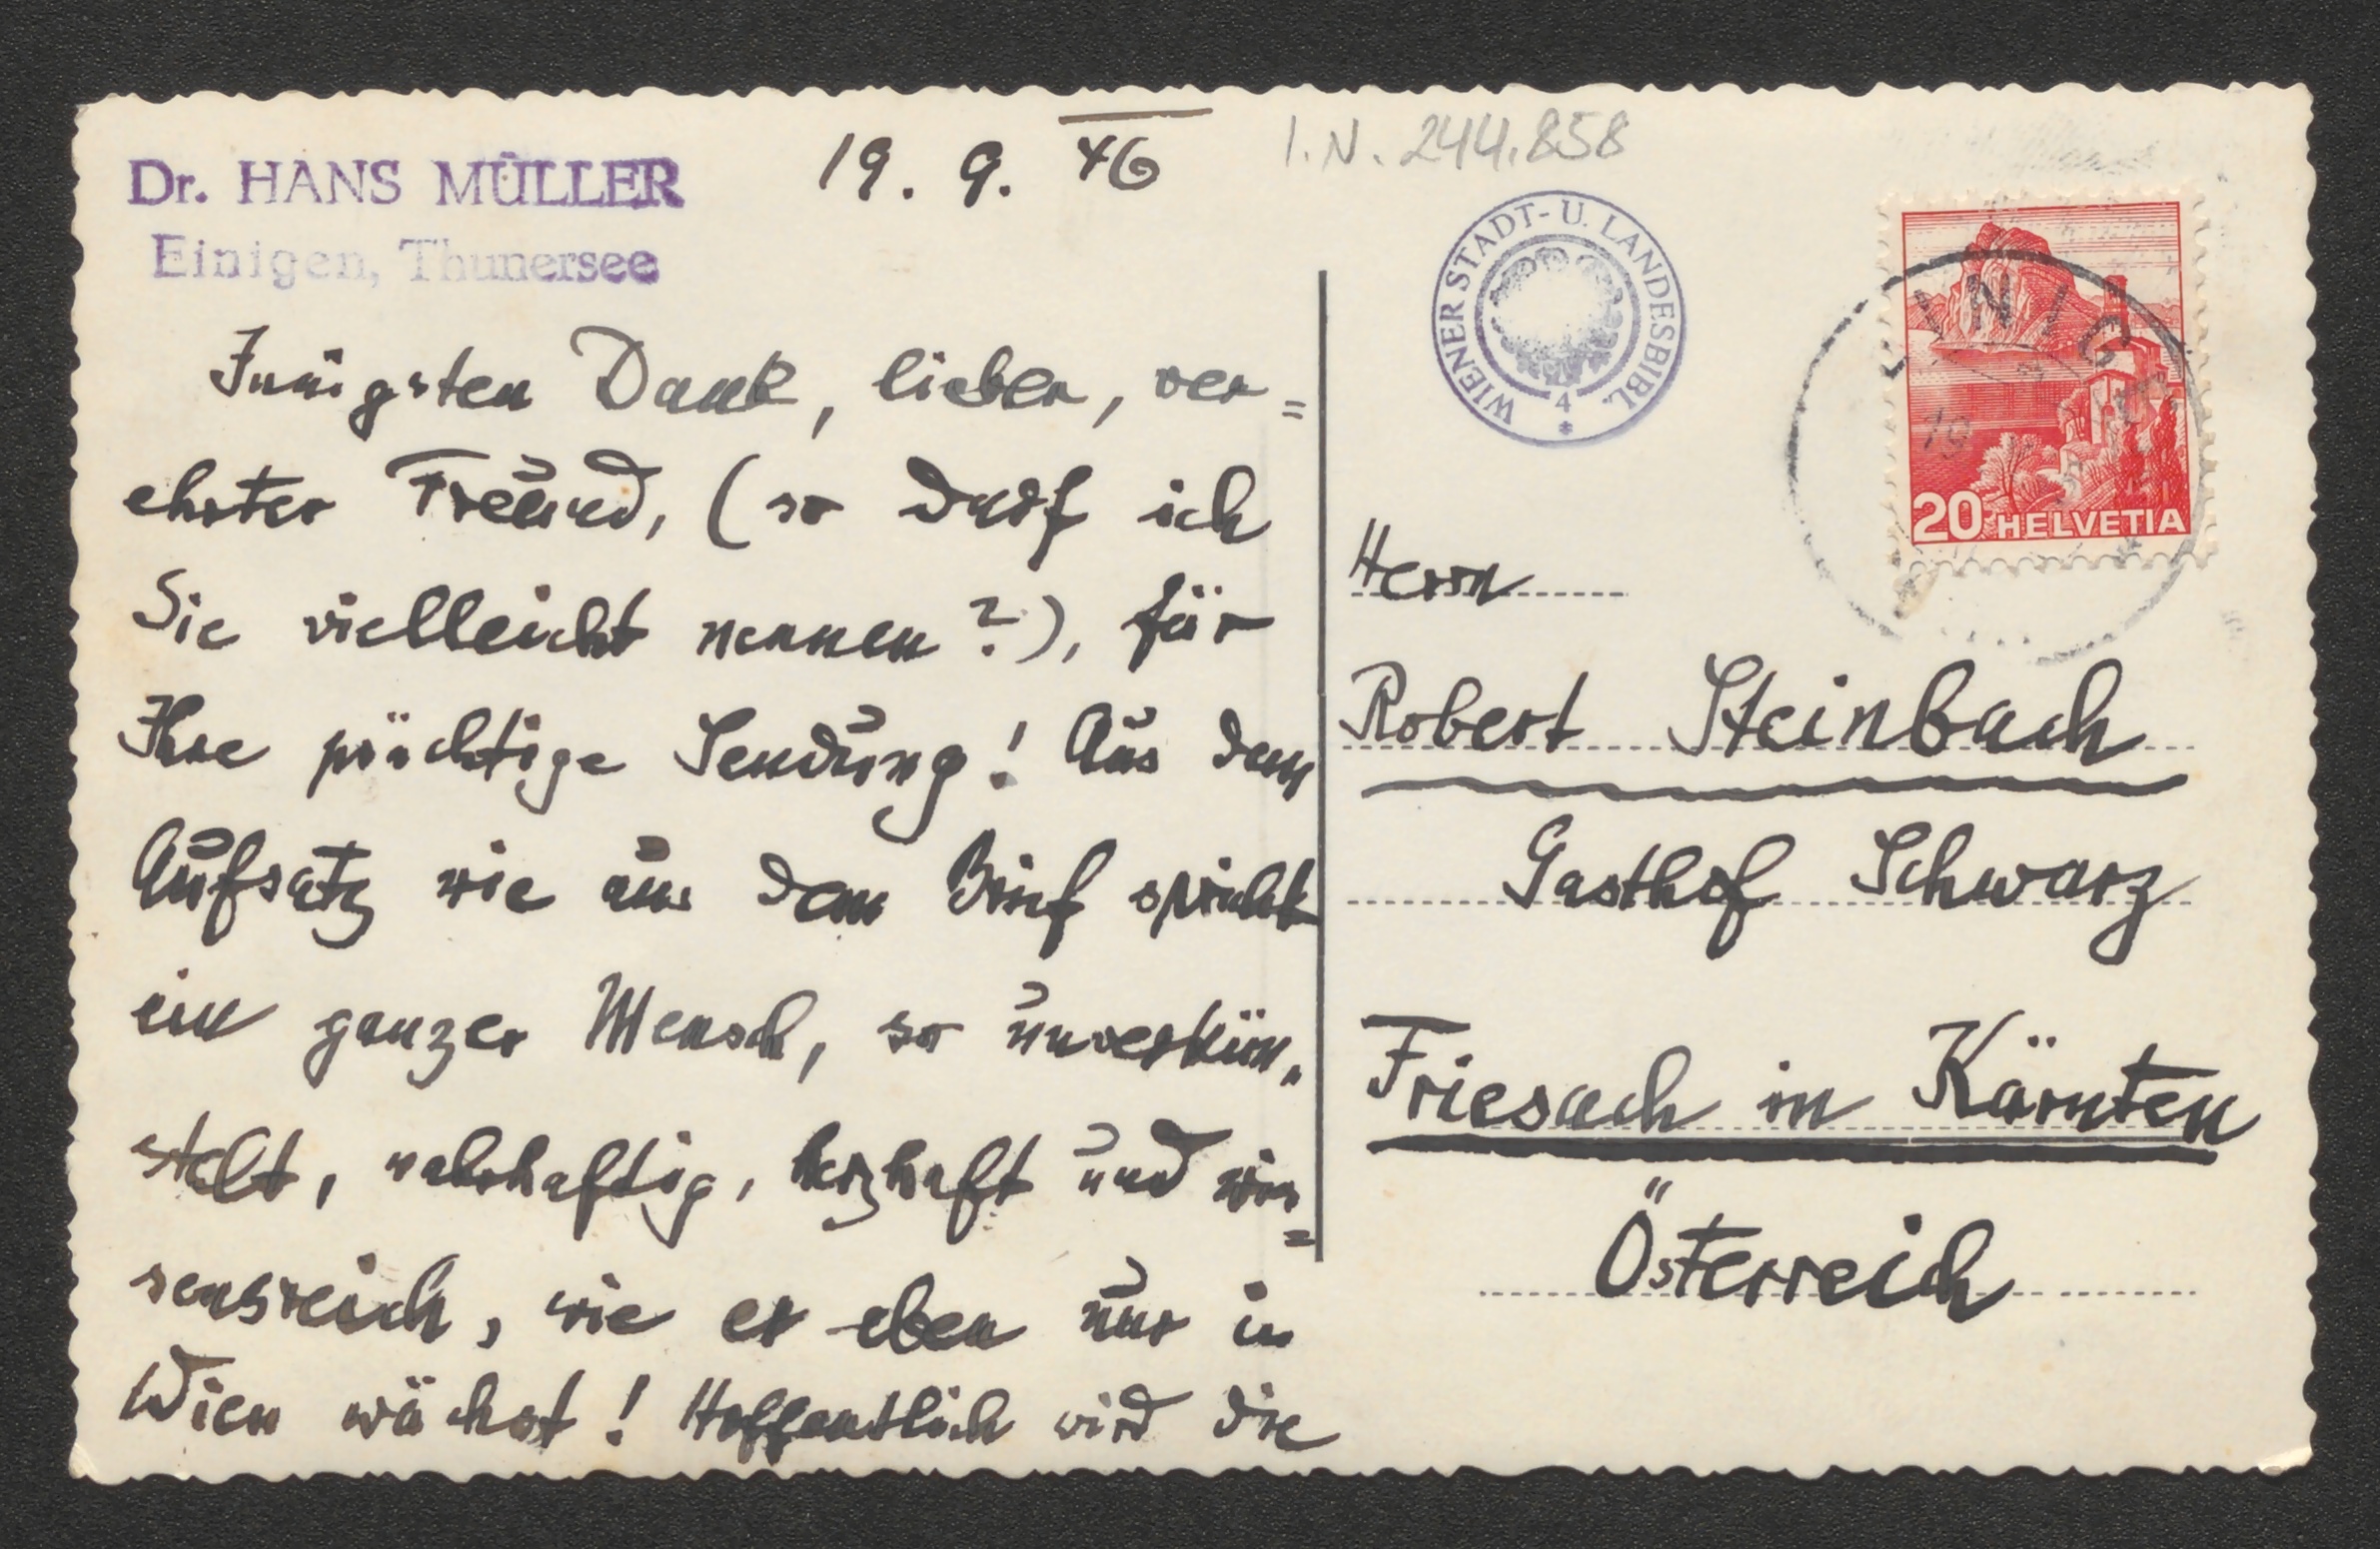 Dr. HANS MÜLLER
Einigen, Thunersee
19. 9. 46
I.N. 244.858
WIENER STADT- U. LANDESBIBL.
4
20 HELVETIA
Innigsten Dank, lieber, ver=
ehrter Freund, (so darf ich
Sie vielleicht nennen?), für
Ihre prächtige Sendung! Aus dem
Aufsatz wie aus dem Brief spricht
ein ganzer Mensch, so unverkün=
stelt, wahrhaftig, herzhaft und wis=
sensreich, wie er eben nur in
Wien wächst! Hoffentlich wird die
Herrn
Robert Steinbach
Gasthof Schwarz
Friesach in Kärnten
Österreich